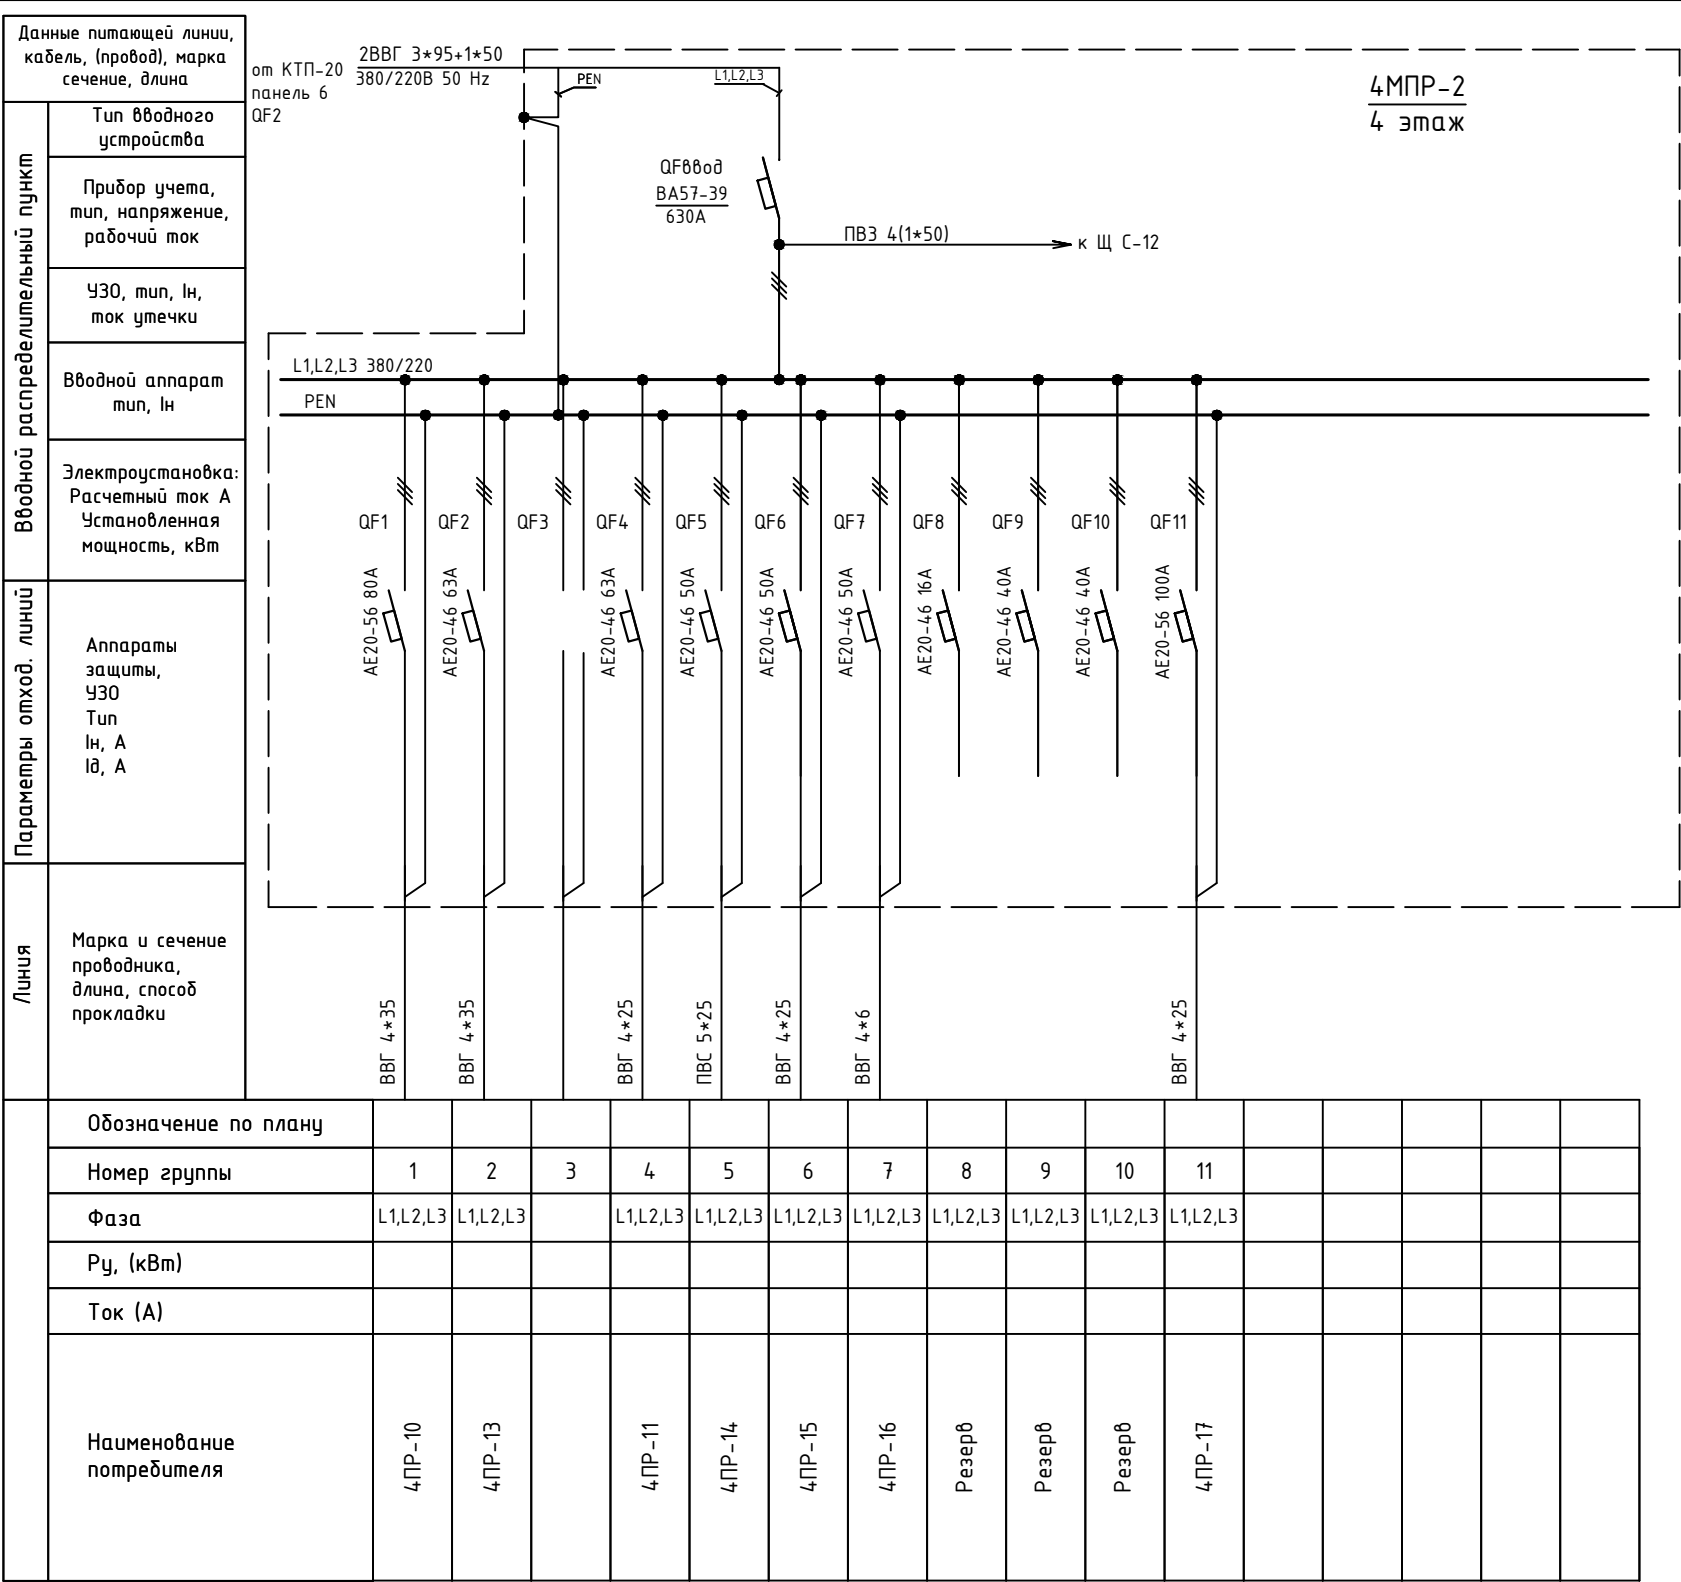 Данные питающей линии,
кабель, (провод), марка
сечение, длина
от КТП-20
панель 6
QF2
2ВВГ 3*95+1*50
380/220В 50 Hz
PEN
L1,L2,L3
4МПР-2
4 этаж
Вводной распределительный пункт
Тип вводного
устройства
Прибор учета,
тип, напряжение,
рабочий ток
УЗО, тип, Iн,
ток утечки
Вводной аппарат
тип, Iн
Электроустановка:
Расчетный ток А
Установленная
мощность, кВт
QFввод
ВА57-39
630А
ПВ3 4(1*50)
к Щ С-12
L1,L2,L3 380/220
PEN
QF1
QF2
QF3
QF4
QF5
QF6
QF7
QF8
QF9
QF10
QF11
Параметры отход. линий
Аппараты
защиты,
УЗО
Тип
Iн, А
Iд, А
АЕ20-56 80А
АЕ20-46 63А
АЕ20-46 63А
АЕ20-46 50А
АЕ20-46 50А
АЕ20-46 50А
АЕ20-46 16А
АЕ20-46 40А
АЕ20-46 40А
АЕ20-56 100А
Линия
Марка и сечение
проводника,
длина, способ
прокладки
ВВГ 4*35
ВВГ 4*35
ВВГ 4*25
ПВС 5*25
ВВГ 4*25
ВВГ 4*6
ВВГ 4*25
Обозначение по плану
Номер группы 1 2 3 4 5 6 7 8 9 10 11
Фаза L1,L2,L3 L1,L2,L3 L1,L2,L3 L1,L2,L3 L1,L2,L3 L1,L2,L3 L1,L2,L3 L1,L2,L3 L1,L2,L3 L1,L2,L3
Ру, (кВт)
Ток (А)
Наименование
потребителя
4ПР-10
4ПР-13
4ПР-11
4ПР-14
4ПР-15
4ПР-16
Резерв
Резерв
Резерв
4ПР-17